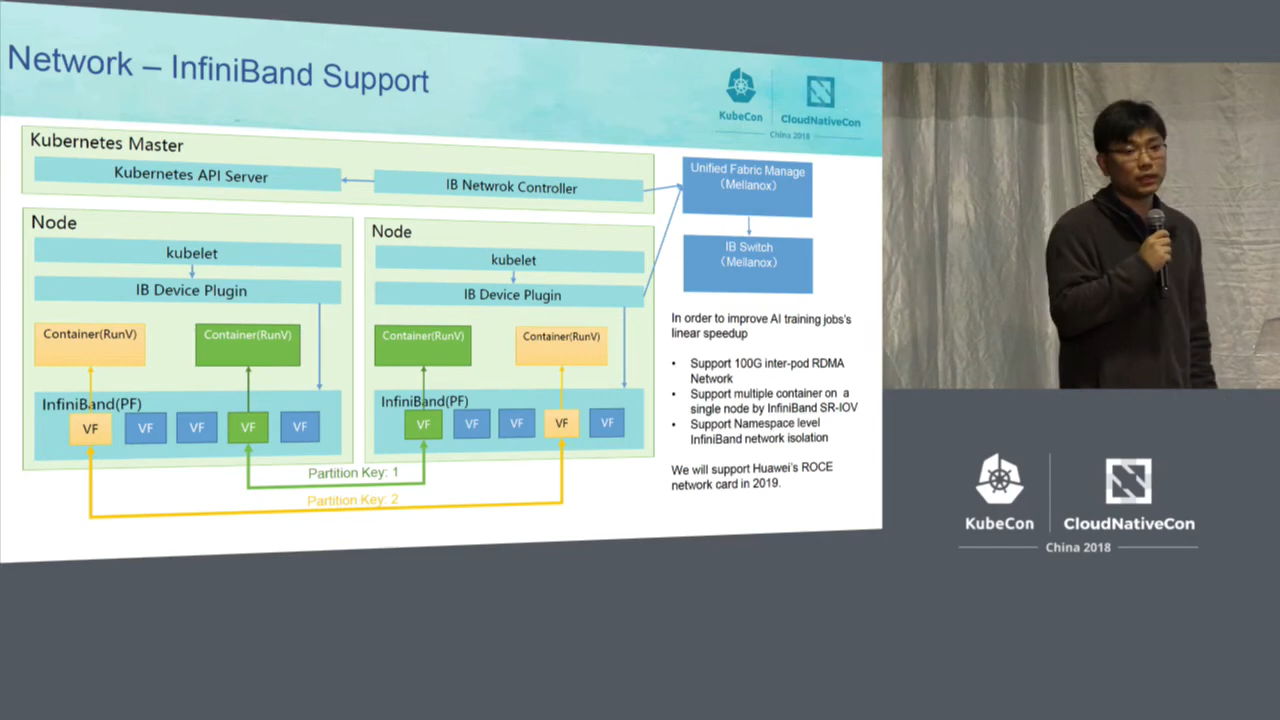 Network – InfiniBand Support
KubeCon
CloudNativeCon
China 2018
Kubernetes Master
Kubernetes API Server
IB Netwrok Controller
Unified Fabric Manage
（Mellanox）
IB Switch
（Mellanox）
Node
kubelet
IB Device Plugin
Container(RunV)
Container(RunV)
InfiniBand(PF)
VF
VF
VF
VF
VF
Node
kubelet
IB Device Plugin
Container(RunV)
Container(RunV)
InfiniBand(PF)
VF
VF
VF
VF
VF
Partition Key: 1
Partition Key: 2
In order to improve AI training jobs's
linear speedup
• Support 100G inter-pod RDMA
Network
• Support multiple container on a
single node by InfiniBand SR-IOV
• Support Namespace level
InfiniBand network isolation
We will support Huawei's ROCE
network card in 2019.
KubeCon
CloudNativeCon
China 2018